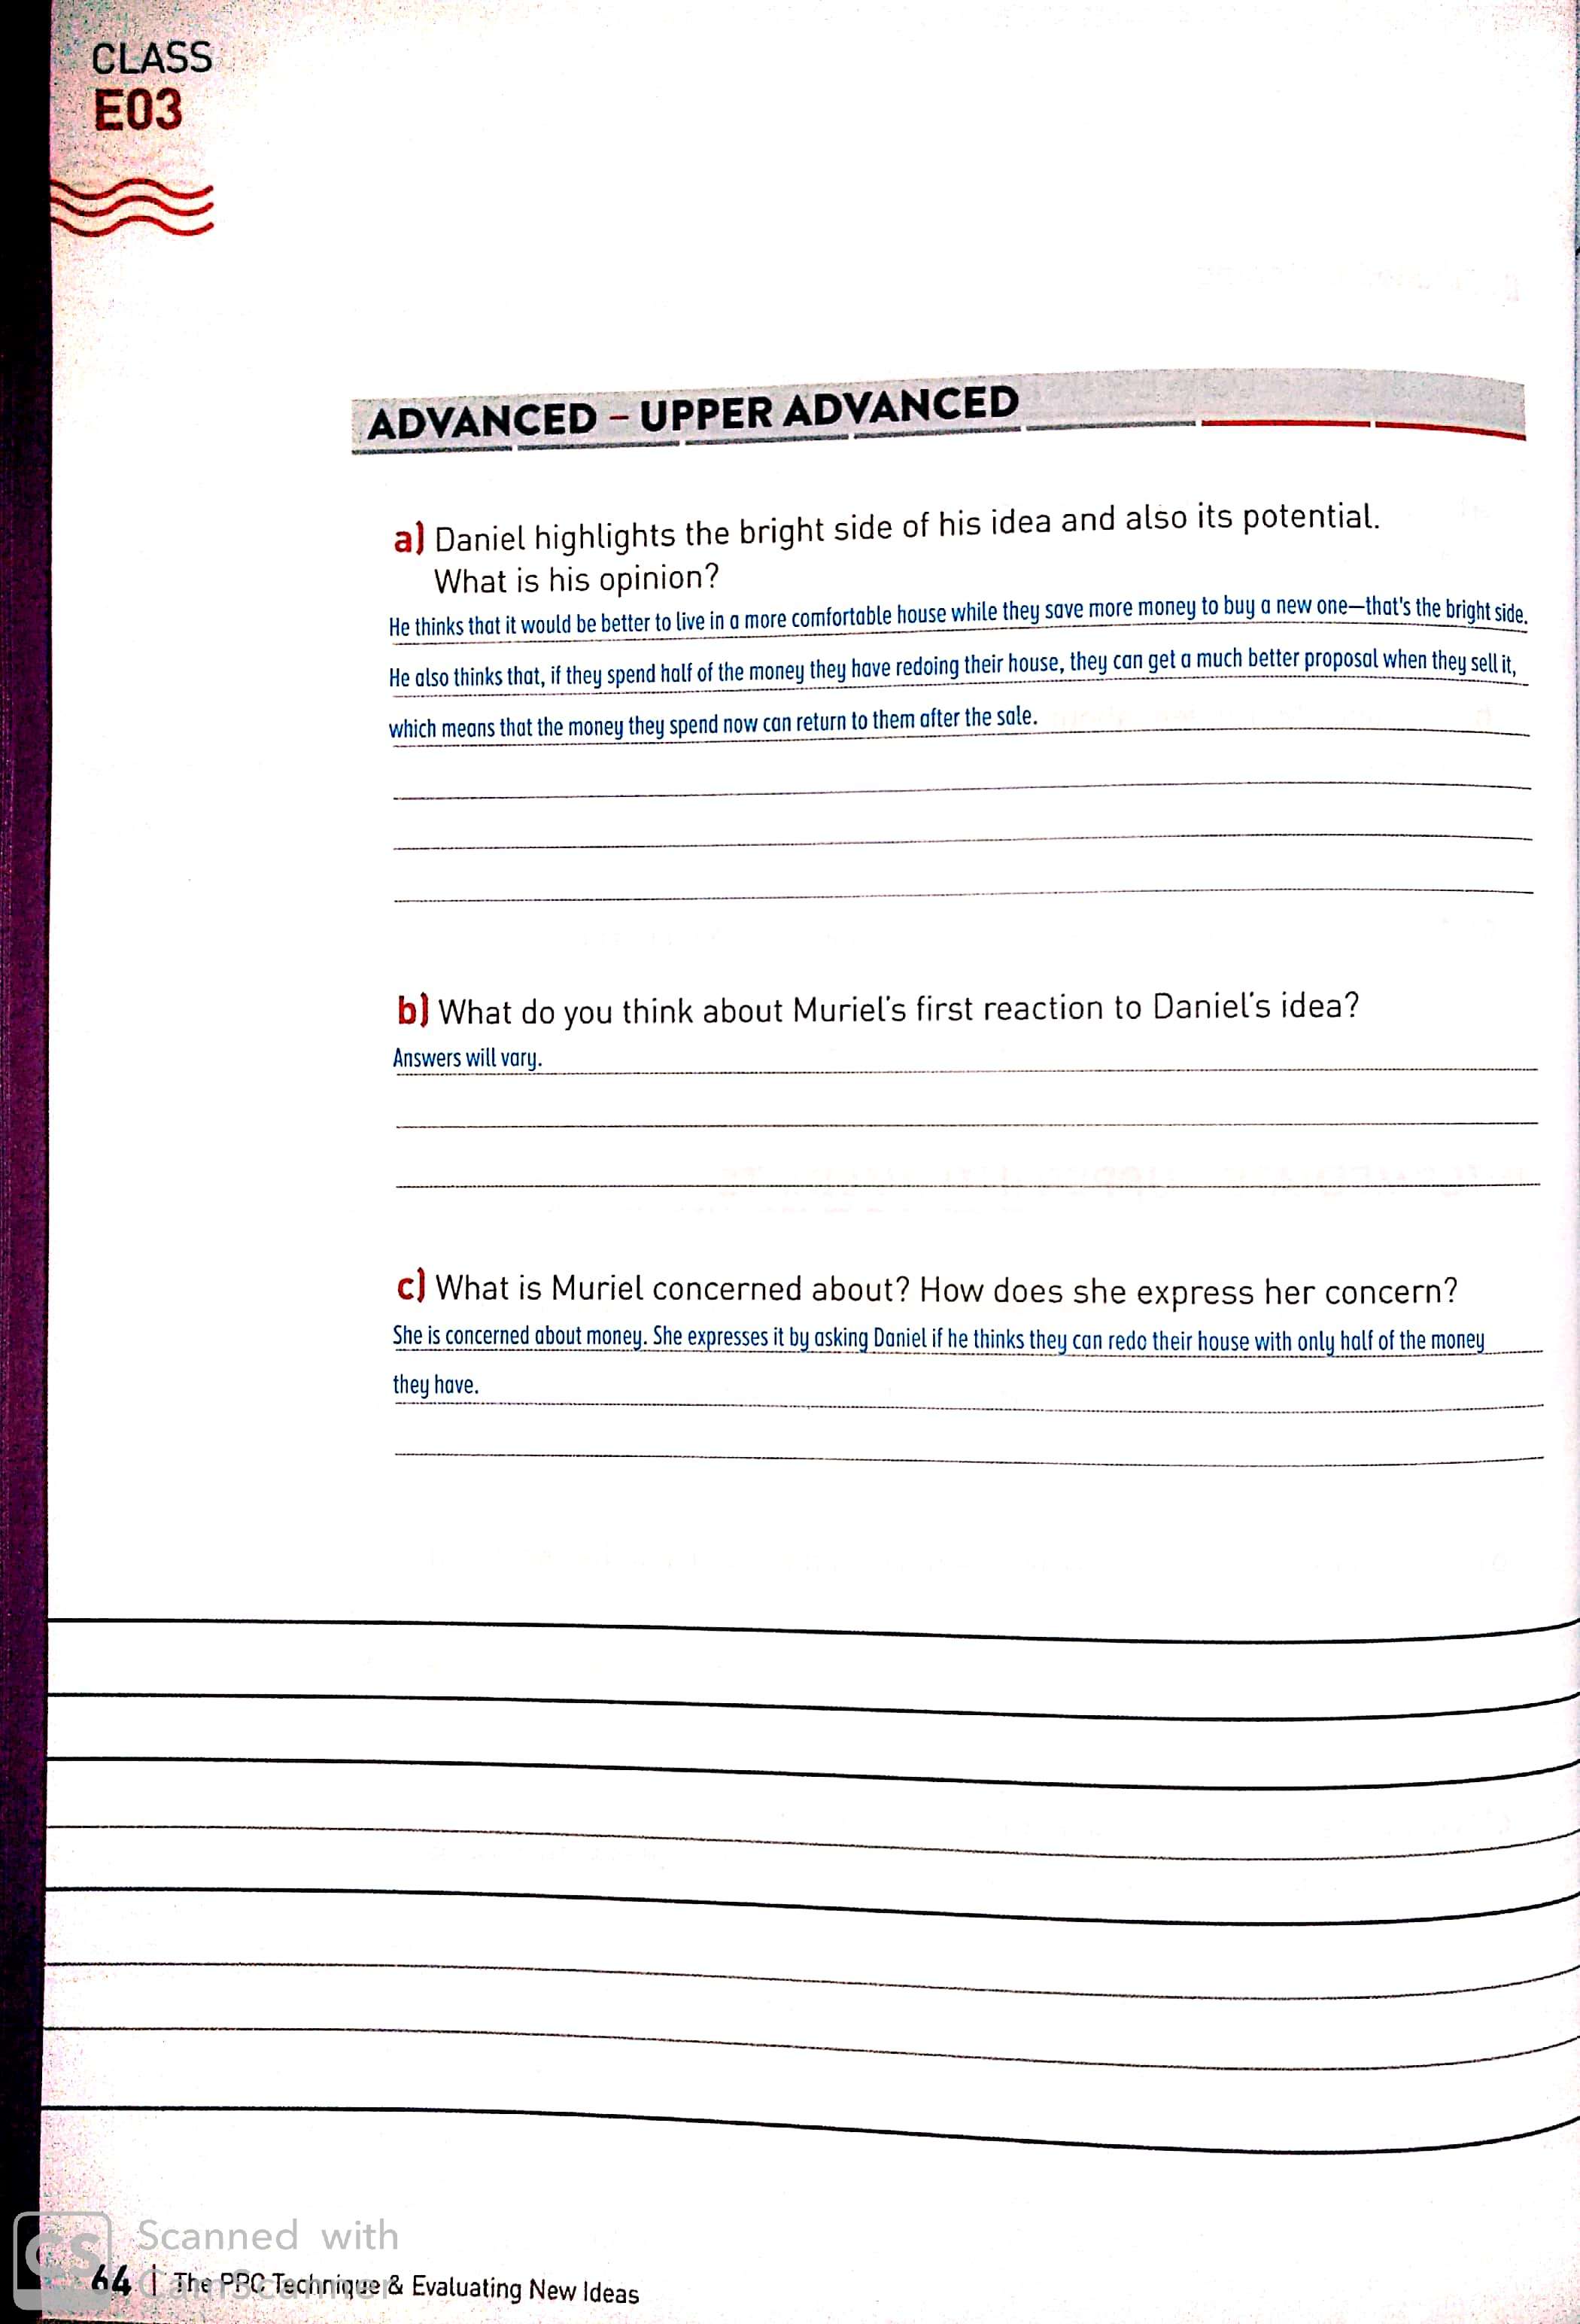 CLASS
E03
ADVANCED – UPPER ADVANCED
a) Daniel highlights the bright side of his idea and also its potential.
What is his opinion?
He thinks that it would be better to live in a more comfortable house while they save more money to buy a new one—that's the bright side.
He also thinks that, if they spend half of the money they have redoing their house, they can get a much better proposal when they sell it,
which means that the money they spend now can return to them after the sale.
b) What do you think about Muriel's first reaction to Daniel's idea?
Answers will vary.
c) What is Muriel concerned about? How does she express her concern?
She is concerned about money. She expresses it by asking Daniel if he thinks they can redo their house with only half of the money
they have.
CS
Scanned with
CamScanner
64 | The PPC Technique & Evaluating New Ideas